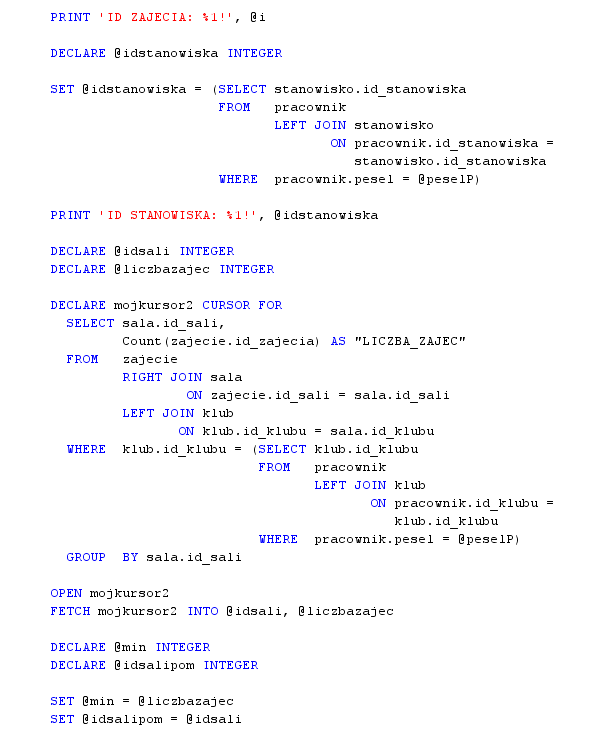 PRINT 'ID ZAJECIA: %1!', @i
DECLARE @idstanowiska INTEGER
SET @idstanowiska = (SELECT stanowisko.id_stanowiska
FROM pracownik
LEFT JOIN stanowisko
ON pracownik.id_stanowiska =
stanowisko.id_stanowiska
WHERE pracownik.pesel = @peselP)
PRINT 'ID STANOWISKA: %1!', @idstanowiska
DECLARE @idsali INTEGER
DECLARE @liczbazajec INTEGER
DECLARE mojkursor2 CURSOR FOR
SELECT sala.id_sali,
Count(zajecie.id_zajecia) AS "LICZBA_ZAJEC"
FROM zajecie
RIGHT JOIN sala
ON zajecie.id_sali = sala.id_sali
LEFT JOIN klub
ON klub.id_klubu = sala.id_klubu
WHERE klub.id_klubu = (SELECT klub.id_klubu
FROM pracownik
LEFT JOIN klub
ON pracownik.id_klubu =
klub.id_klubu
WHERE pracownik.pesel = @peselP)
GROUP BY sala.id_sali
OPEN mojkursor2
FETCH mojkursor2 INTO @idsali, @liczbazajec
DECLARE @min INTEGER
DECLARE @idsalipom INTEGER
SET @min = @liczbazajec
SET @idsalipom = @idsali